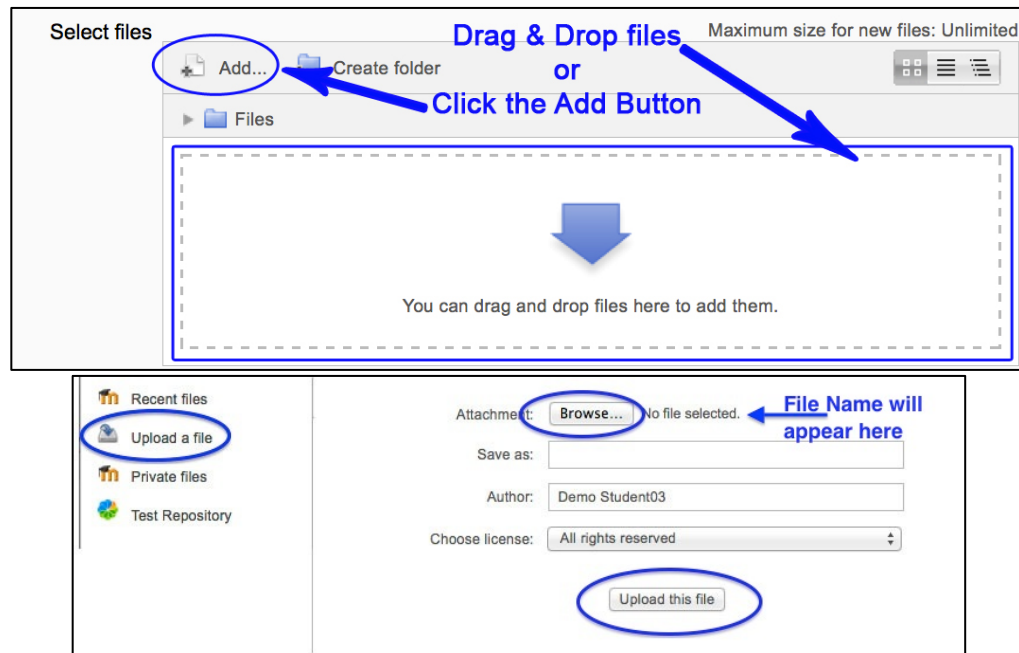 Select files
Maximum size for new files: Unlimited
Drag & Drop files
or
Click the Add Button
Add...
Create folder
Files
You can drag and drop files here to add them.
Recent files
Upload a file
Private files
Test Repository
Attachment: Browse... No file selected.
File Name will
appear here
Save as:
Author: Demo Student03
Choose license: All rights reserved
Upload this file